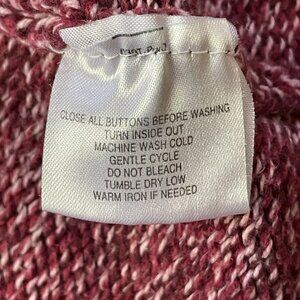 CLOSE ALL BUTTONS BEFORE WASHING
TURN INSIDE OUT
MACHINE WASH COLD
GENTLE CYCLE
DO NOT BLEACH
TUMBLE DRY LOW
WARM IRON IF NEEDED